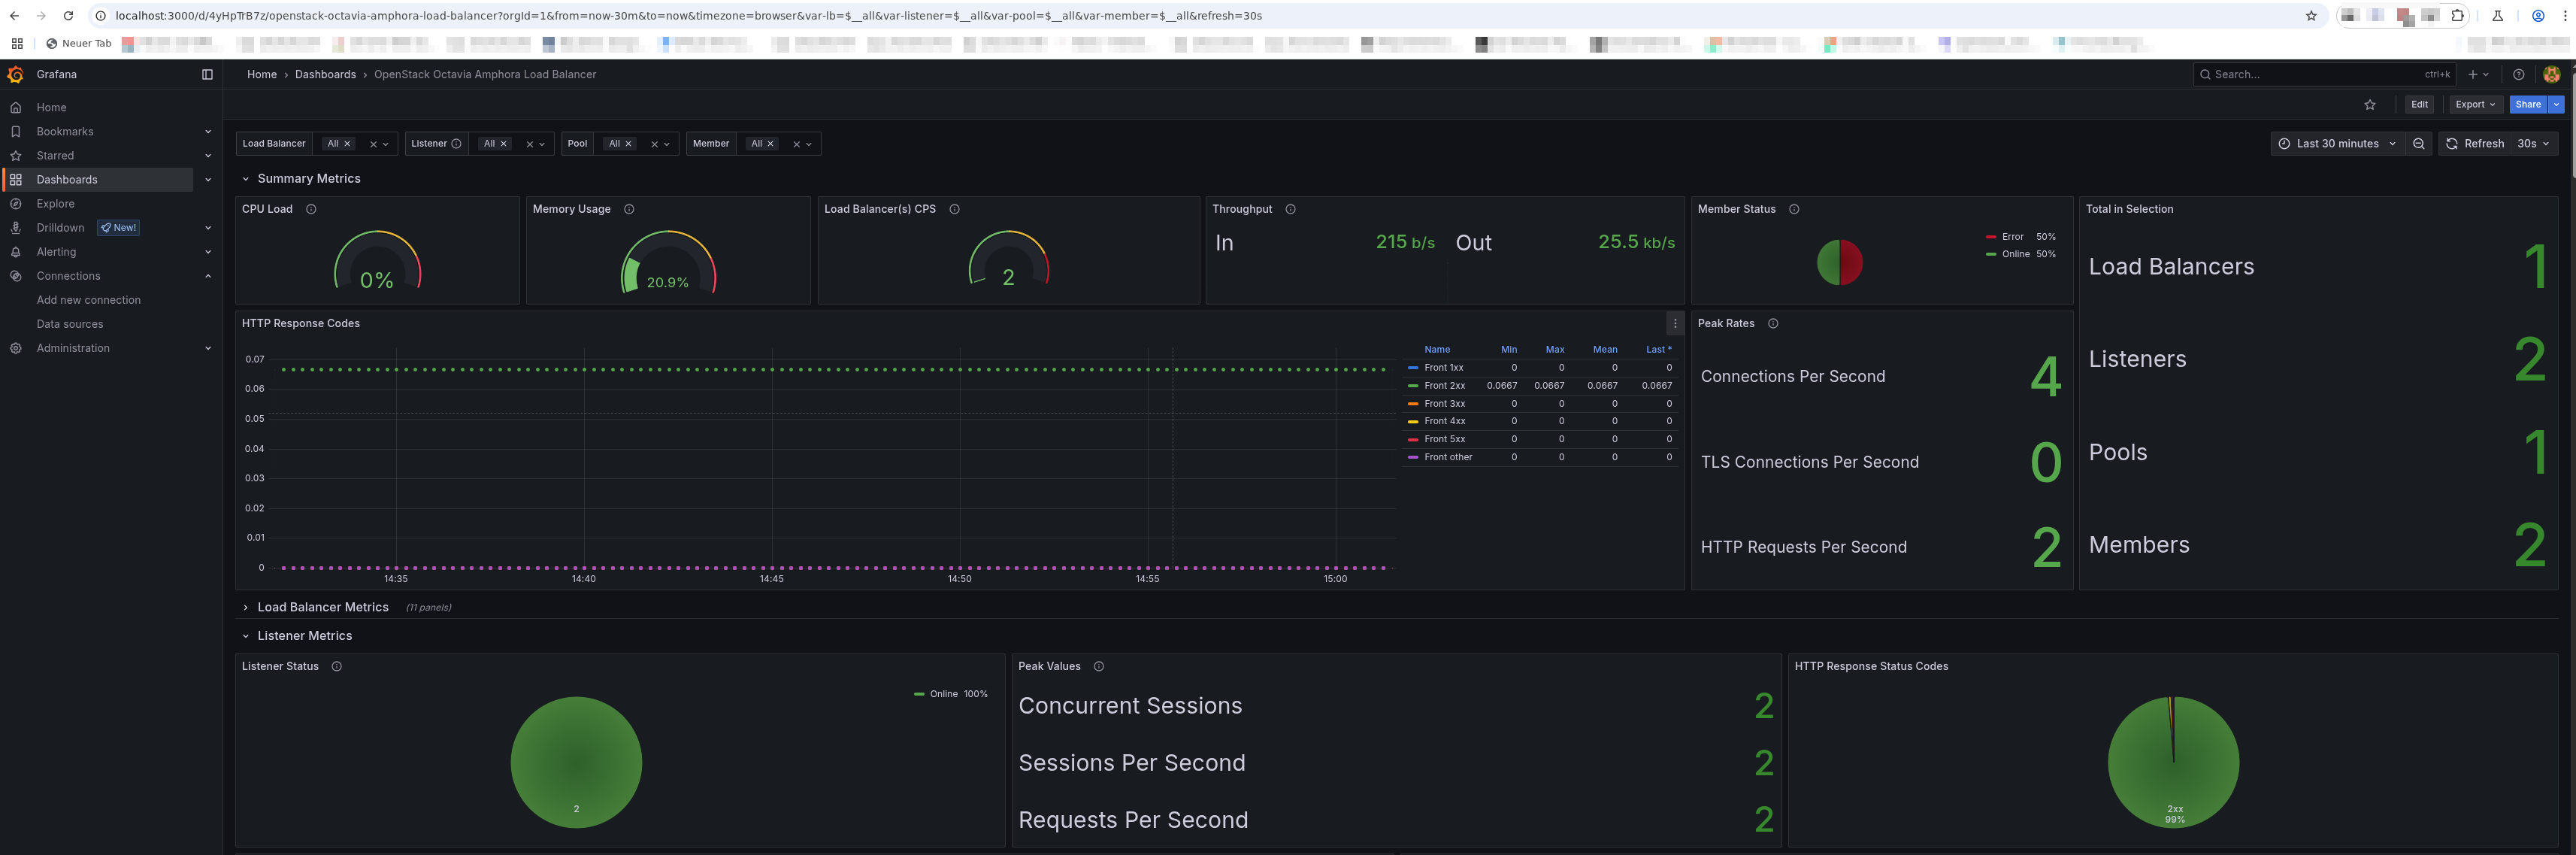 localhost:3000/d/4yHpTrB7z/openstack-octavia-amphora-load-balancer?orgId=1&from=now-30m&to=now&timezone=browser&var-lb=$__all&var-listener=$__all&var-pool=$__all&var-member=$__all&refresh=30s
Neuer Tab
Grafana
Home › Dashboards › OpenStack Octavia Amphora Load Balancer
Search... ctrl+k
Home
Bookmarks
Starred
Dashboards
Explore
Drilldown New!
Alerting
Connections
Add new connection
Data sources
Administration
Edit Export Share
Load Balancer All Listener All Pool All Member All
Last 30 minutes Refresh 30s
Summary Metrics
CPU Load
0%
Memory Usage
20.9%
Load Balancer(s) CPS
2
Throughput
In 215 b/s Out 25.5 kb/s
Member Status
Error 50%
Online 50%
Total in Selection
Load Balancers 1
Listeners 2
Pools 1
Members 2
HTTP Response Codes
0.07
0.06
0.05
0.04
0.03
0.02
0.01
0
14:35 14:40 14:45 14:50 14:55 15:00
Name Min Max Mean Last *
Front 1xx 0 0 0 0
Front 2xx 0.0667 0.0667 0.0667 0.0667
Front 3xx 0 0 0 0
Front 4xx 0 0 0 0
Front 5xx 0 0 0 0
Front other 0 0 0 0
Peak Rates
Connections Per Second 4
TLS Connections Per Second 0
HTTP Requests Per Second 2
Load Balancer Metrics (11 panels)
Listener Metrics
Listener Status
Online 100%
2
Peak Values
Concurrent Sessions 2
Sessions Per Second 2
Requests Per Second 2
HTTP Response Status Codes
2xx
99%